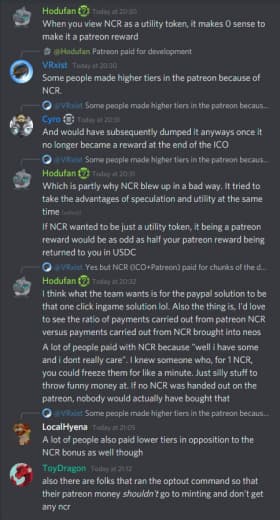 Hodufan Today at 20:30
When you view NCR as a utility token, it makes 0 sense to
make it a patreon reward
@Hodufan Patreon paid for development
VRxist Today at 20:30
Some people made higher tiers in the patreon because of
NCR.
@VRxist Some people made higher tiers in the patreon becaus...
Cyro Today at 20:31
And would have subsequently dumped it anyways once it
no longer became a reward at the end of the ICO
@VRxist Some people made higher tiers in the patreon becaus...
Hodufan Today at 20:31
Which is partly why NCR blew up in a bad way. It tried to
take the advantages of speculation and utility at the same
time (edited)
If NCR wanted to be just a utility token, it being a patreon
reward would be as odd as half your patreon reward being
returned to you in USDC
@VRxist Yes but NCR (ICO+Patreon) paid for chunks of the d...
Hodufan Today at 20:32
I think what the team wants is for the paypal solution to be
that one click ingame solution lol. Also the thing is, I'd love
to see the ratio of payments carried out from patreon NCR
versus payments carried out from NCR brought into neos
A lot of people paid with NCR because "well i have some
and i dont really care". I knew someone who, for 1 NCR,
you could freeze them for like a minute. Just silly stuff to
throw funny money at. If no NCR was handed out on the
patreon, nobody would actually have bought that
@VRxist Some people made higher tiers in the patreon becaus...
LocalHyena Today at 21:05
A lot of people also paid lower tiers in opposition to the
NCR bonus as well though
ToyDragon Today at 21:12
also there are folks that ran the optout command so that
their patreon money shouldn't go to minting and don't get
any ncr